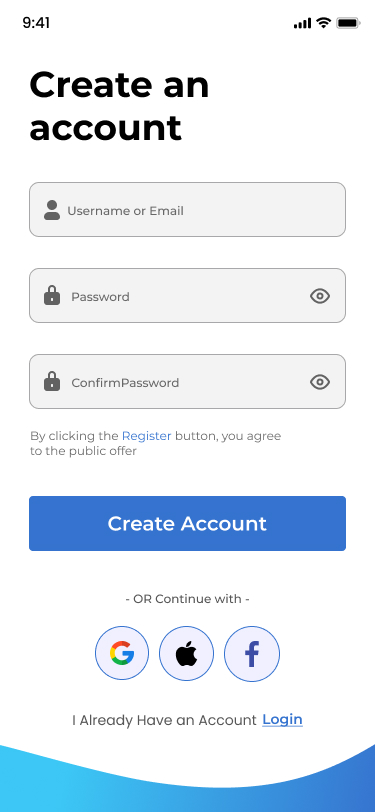 9:41
Create an
account
Username or Email
Password
ConfirmPassword
By clicking the Register button, you agree
to the public offer
Create Account
- OR Continue with -
I Already Have an Account Login